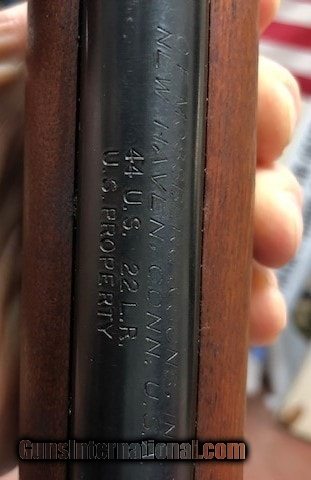 NEW HAVEN, CONN. U.S.A
44 U.S. 22 L.R.
U.S. PROPERTY
GunsInternational.com